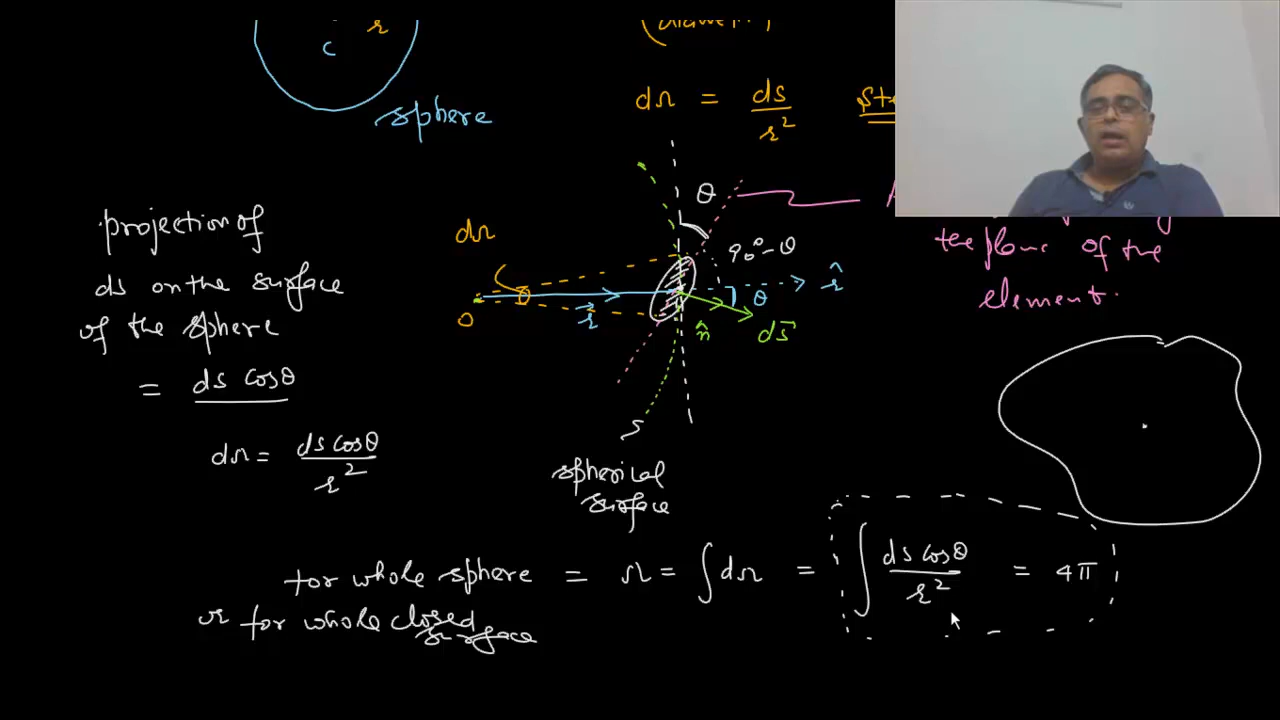 r
c
sphere
dΩ = ds/r² 
projection of
ds on the surface
of the sphere
= ds cosθ
dΩ = ds cosθ/r²
dΩ
O
r⃗
θ
90°-θ
r̂
θ
n̂
ds⃗
the plane of the
element.
S
spherical
surface
for whole sphere = Ω = ∫dΩ = ∫ ds cosθ/r² = 4π
or for whole closed
surface